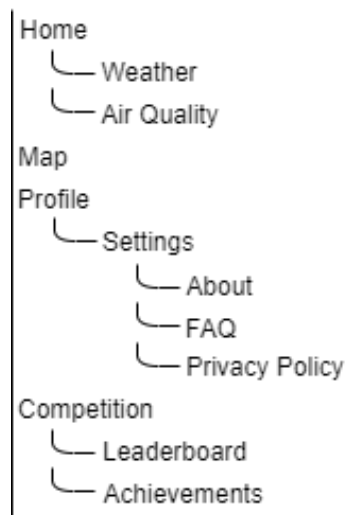 Home
Weather
Air Quality
Map
Profile
Settings
About
FAQ
Privacy Policy
Competition
Leaderboard
Achievements